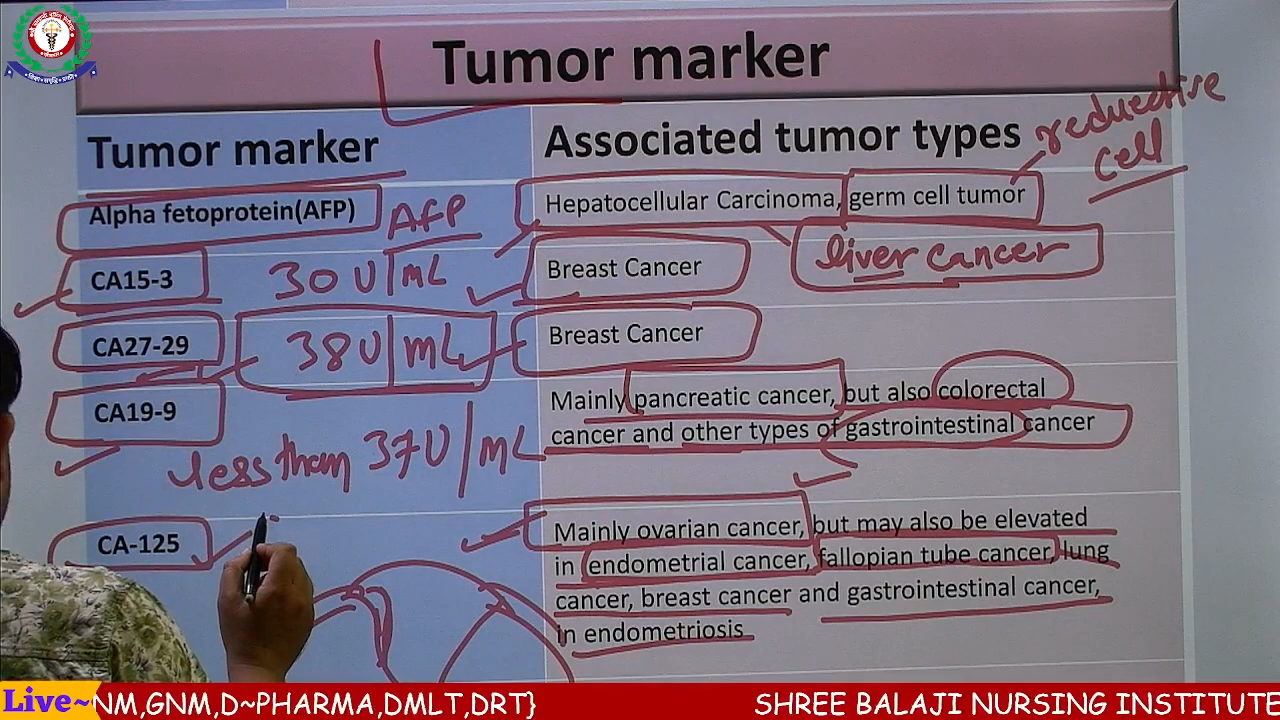 Tumor marker
Tumor marker
Associated tumor types
reductive
cell
Alpha fetoprotein(AFP)
AFP
Hepatocellular Carcinoma, germ cell tumor
liver cancer
CA15-3
30 U/mL
Breast Cancer
CA27-29
38U/mL
Breast Cancer
CA19-9
less than 37U/mL
Mainly pancreatic cancer, but also colorectal
cancer and other types of gastrointestinal cancer
CA-125
Mainly ovarian cancer, but may also be elevated
in endometrial cancer, fallopian tube cancer, lung
cancer, breast cancer and gastrointestinal cancer,
in endometriosis
Live~ NM,GNM,D~PHARMA,DMLT,DRT} SHREE BALAJI NURSING INSTITUTE